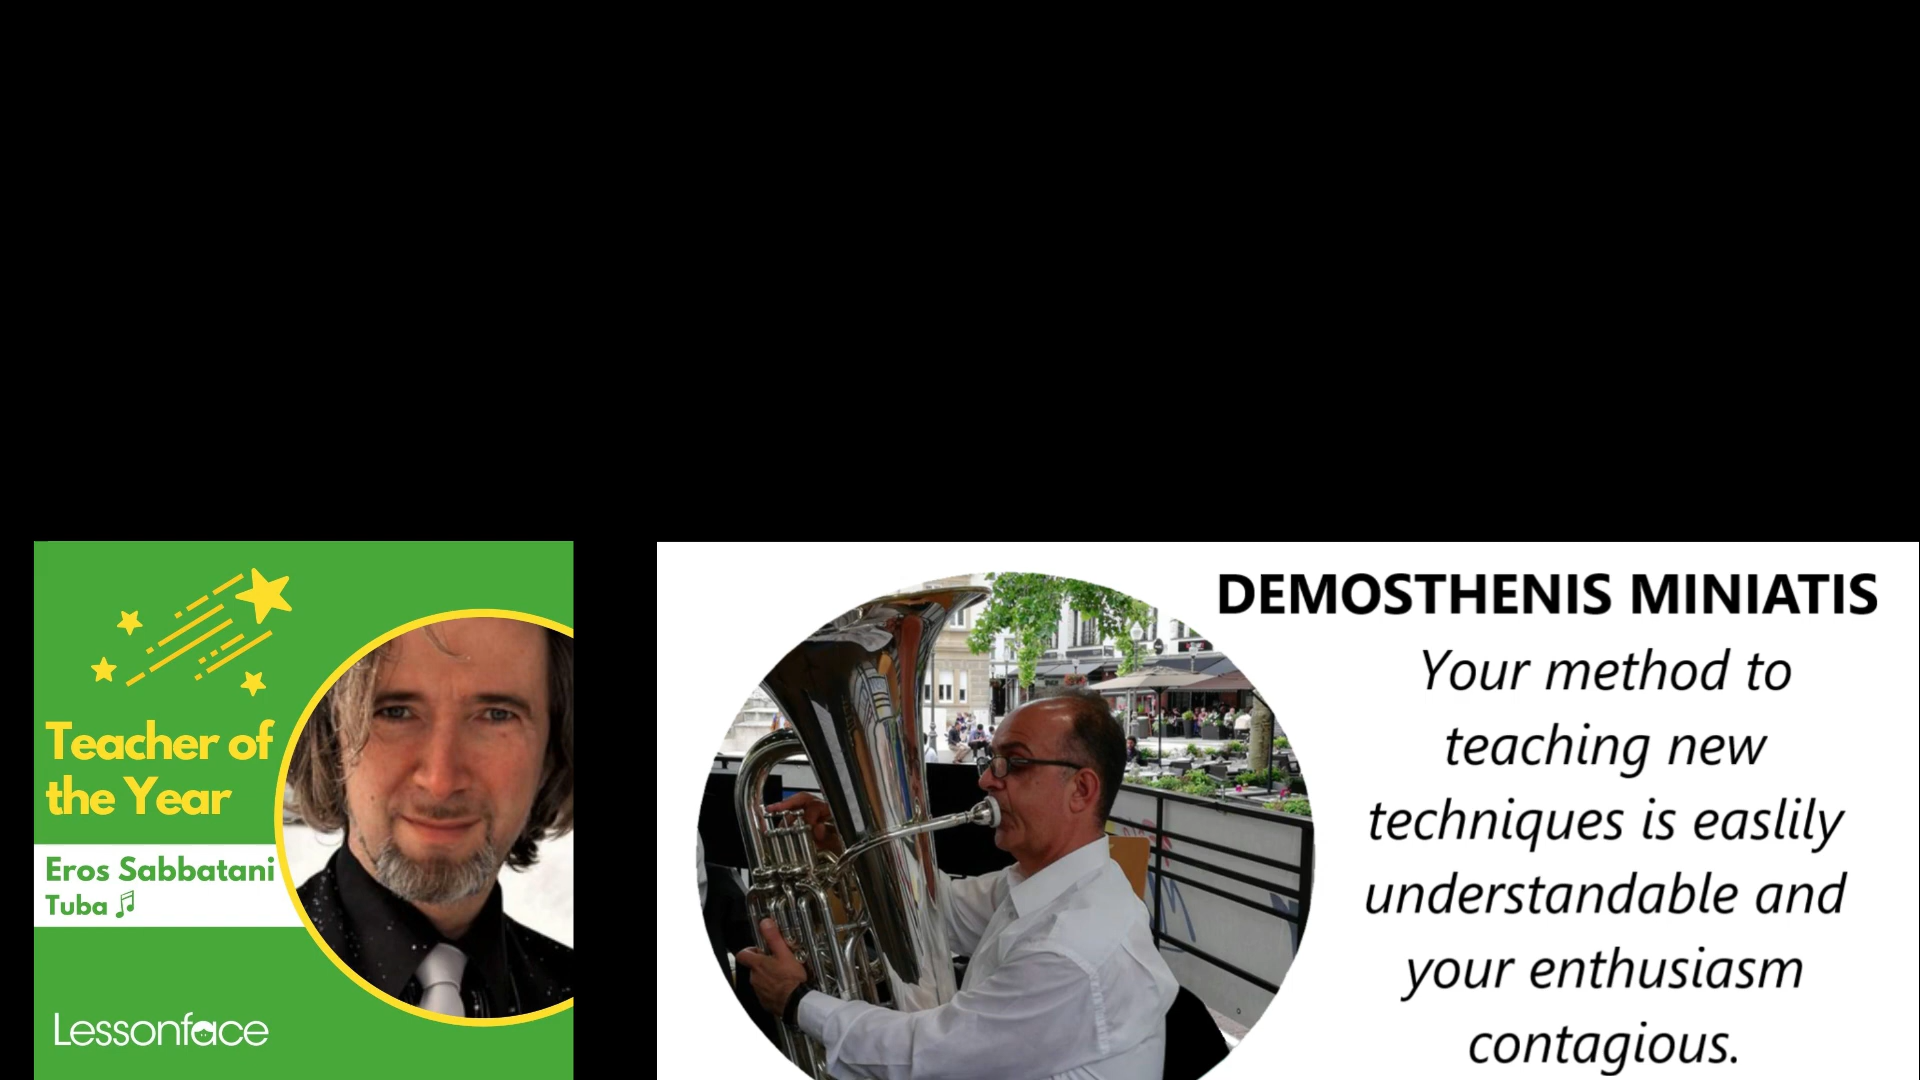 Teacher of
the Year
Eros Sabbatani
Tuba
Lessonface
DEMOSTHENIS MINIATIS
Your method to
teaching new
techniques is easlily
understandable and
your enthusiasm
contagious.